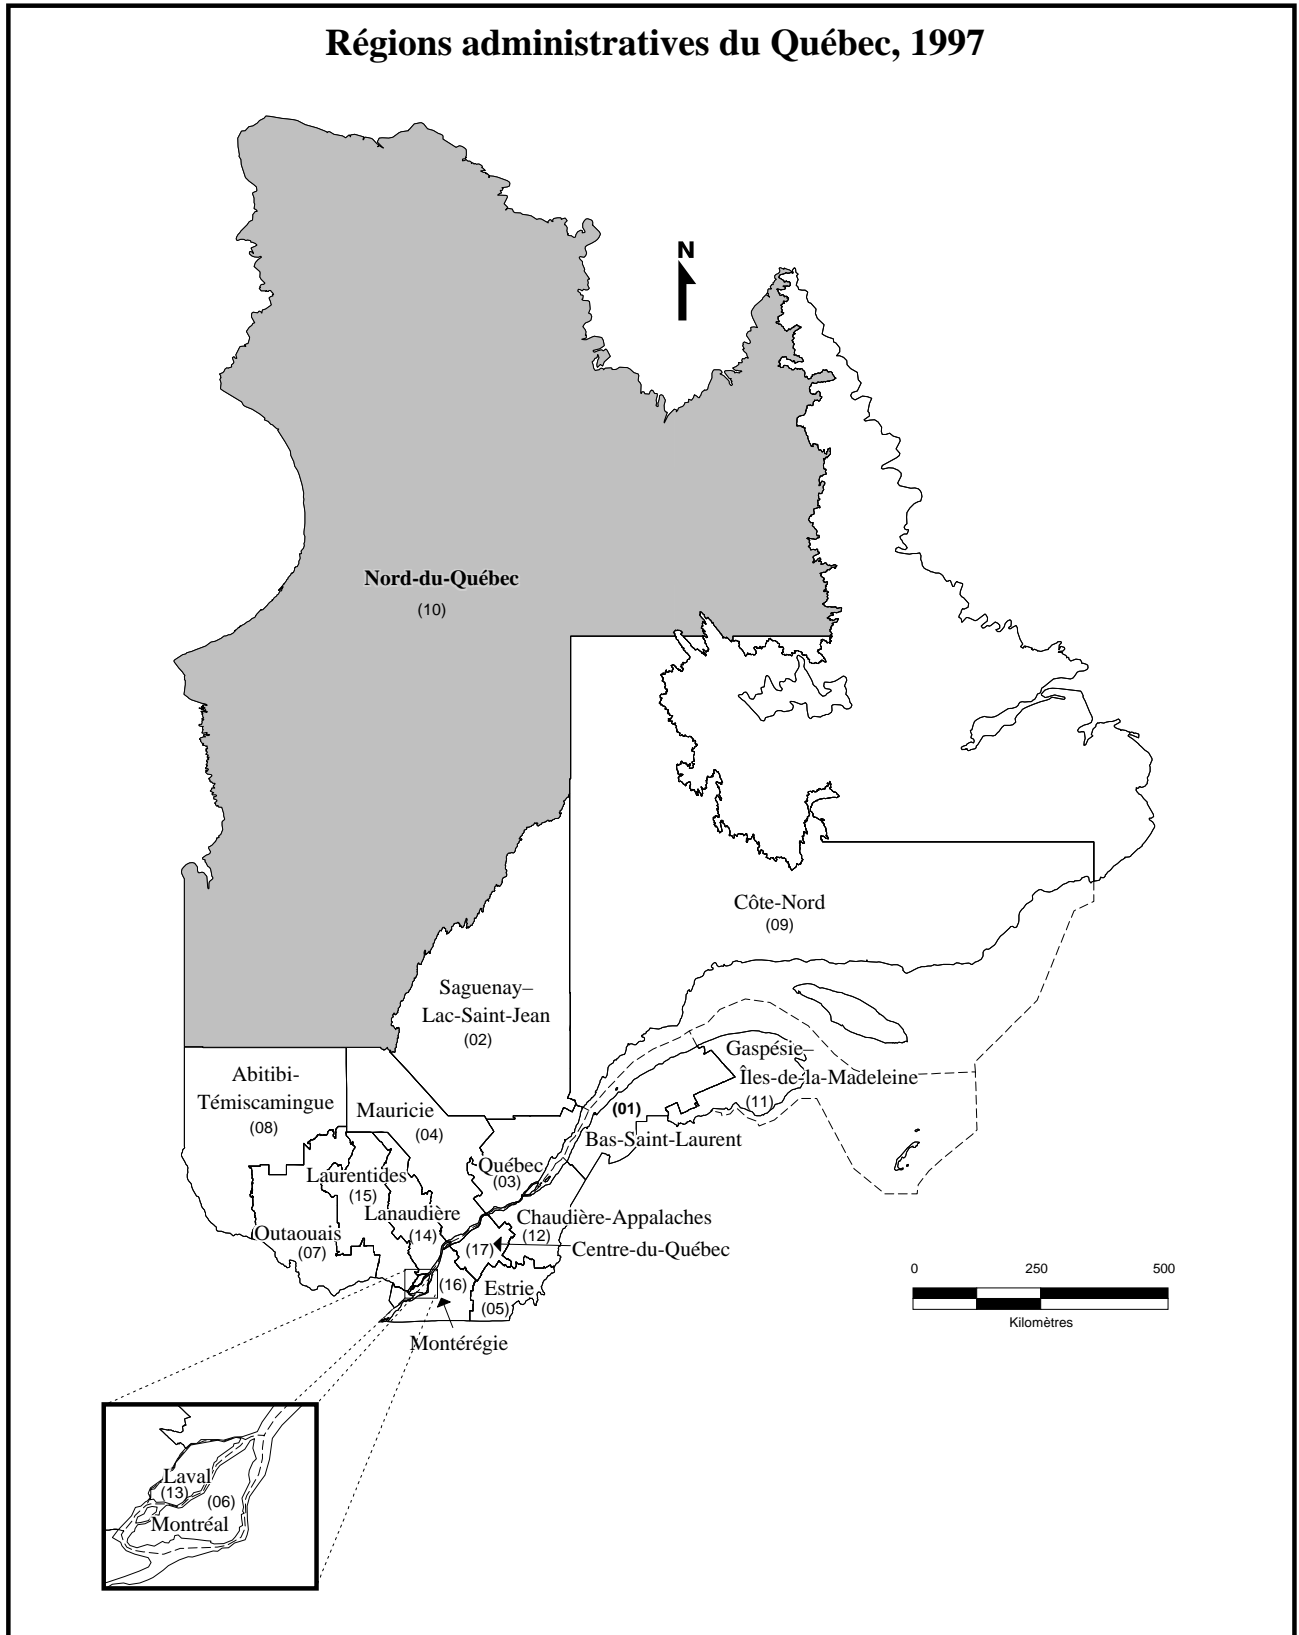 Régions administratives du Québec, 1997
N
Nord-du-Québec
(10)
Côte-Nord
(09)
Saguenay–
Lac-Saint-Jean
(02)
Gaspésie–
Îles-de-la-Madeleine
(11)
Abitibi-
Témiscamingue
(08)
Mauricie
(04)
(01)
Bas-Saint-Laurent
Québec
(03)
Laurentides
(15)
Lanaudière
(14)
Outaouais
(07)
Chaudière-Appalaches
(12)
(17)
Centre-du-Québec
(16)
Montérégie
Estrie
(05)
0 250 500
Kilomètres
Laval
(13)
(06)
Montréal